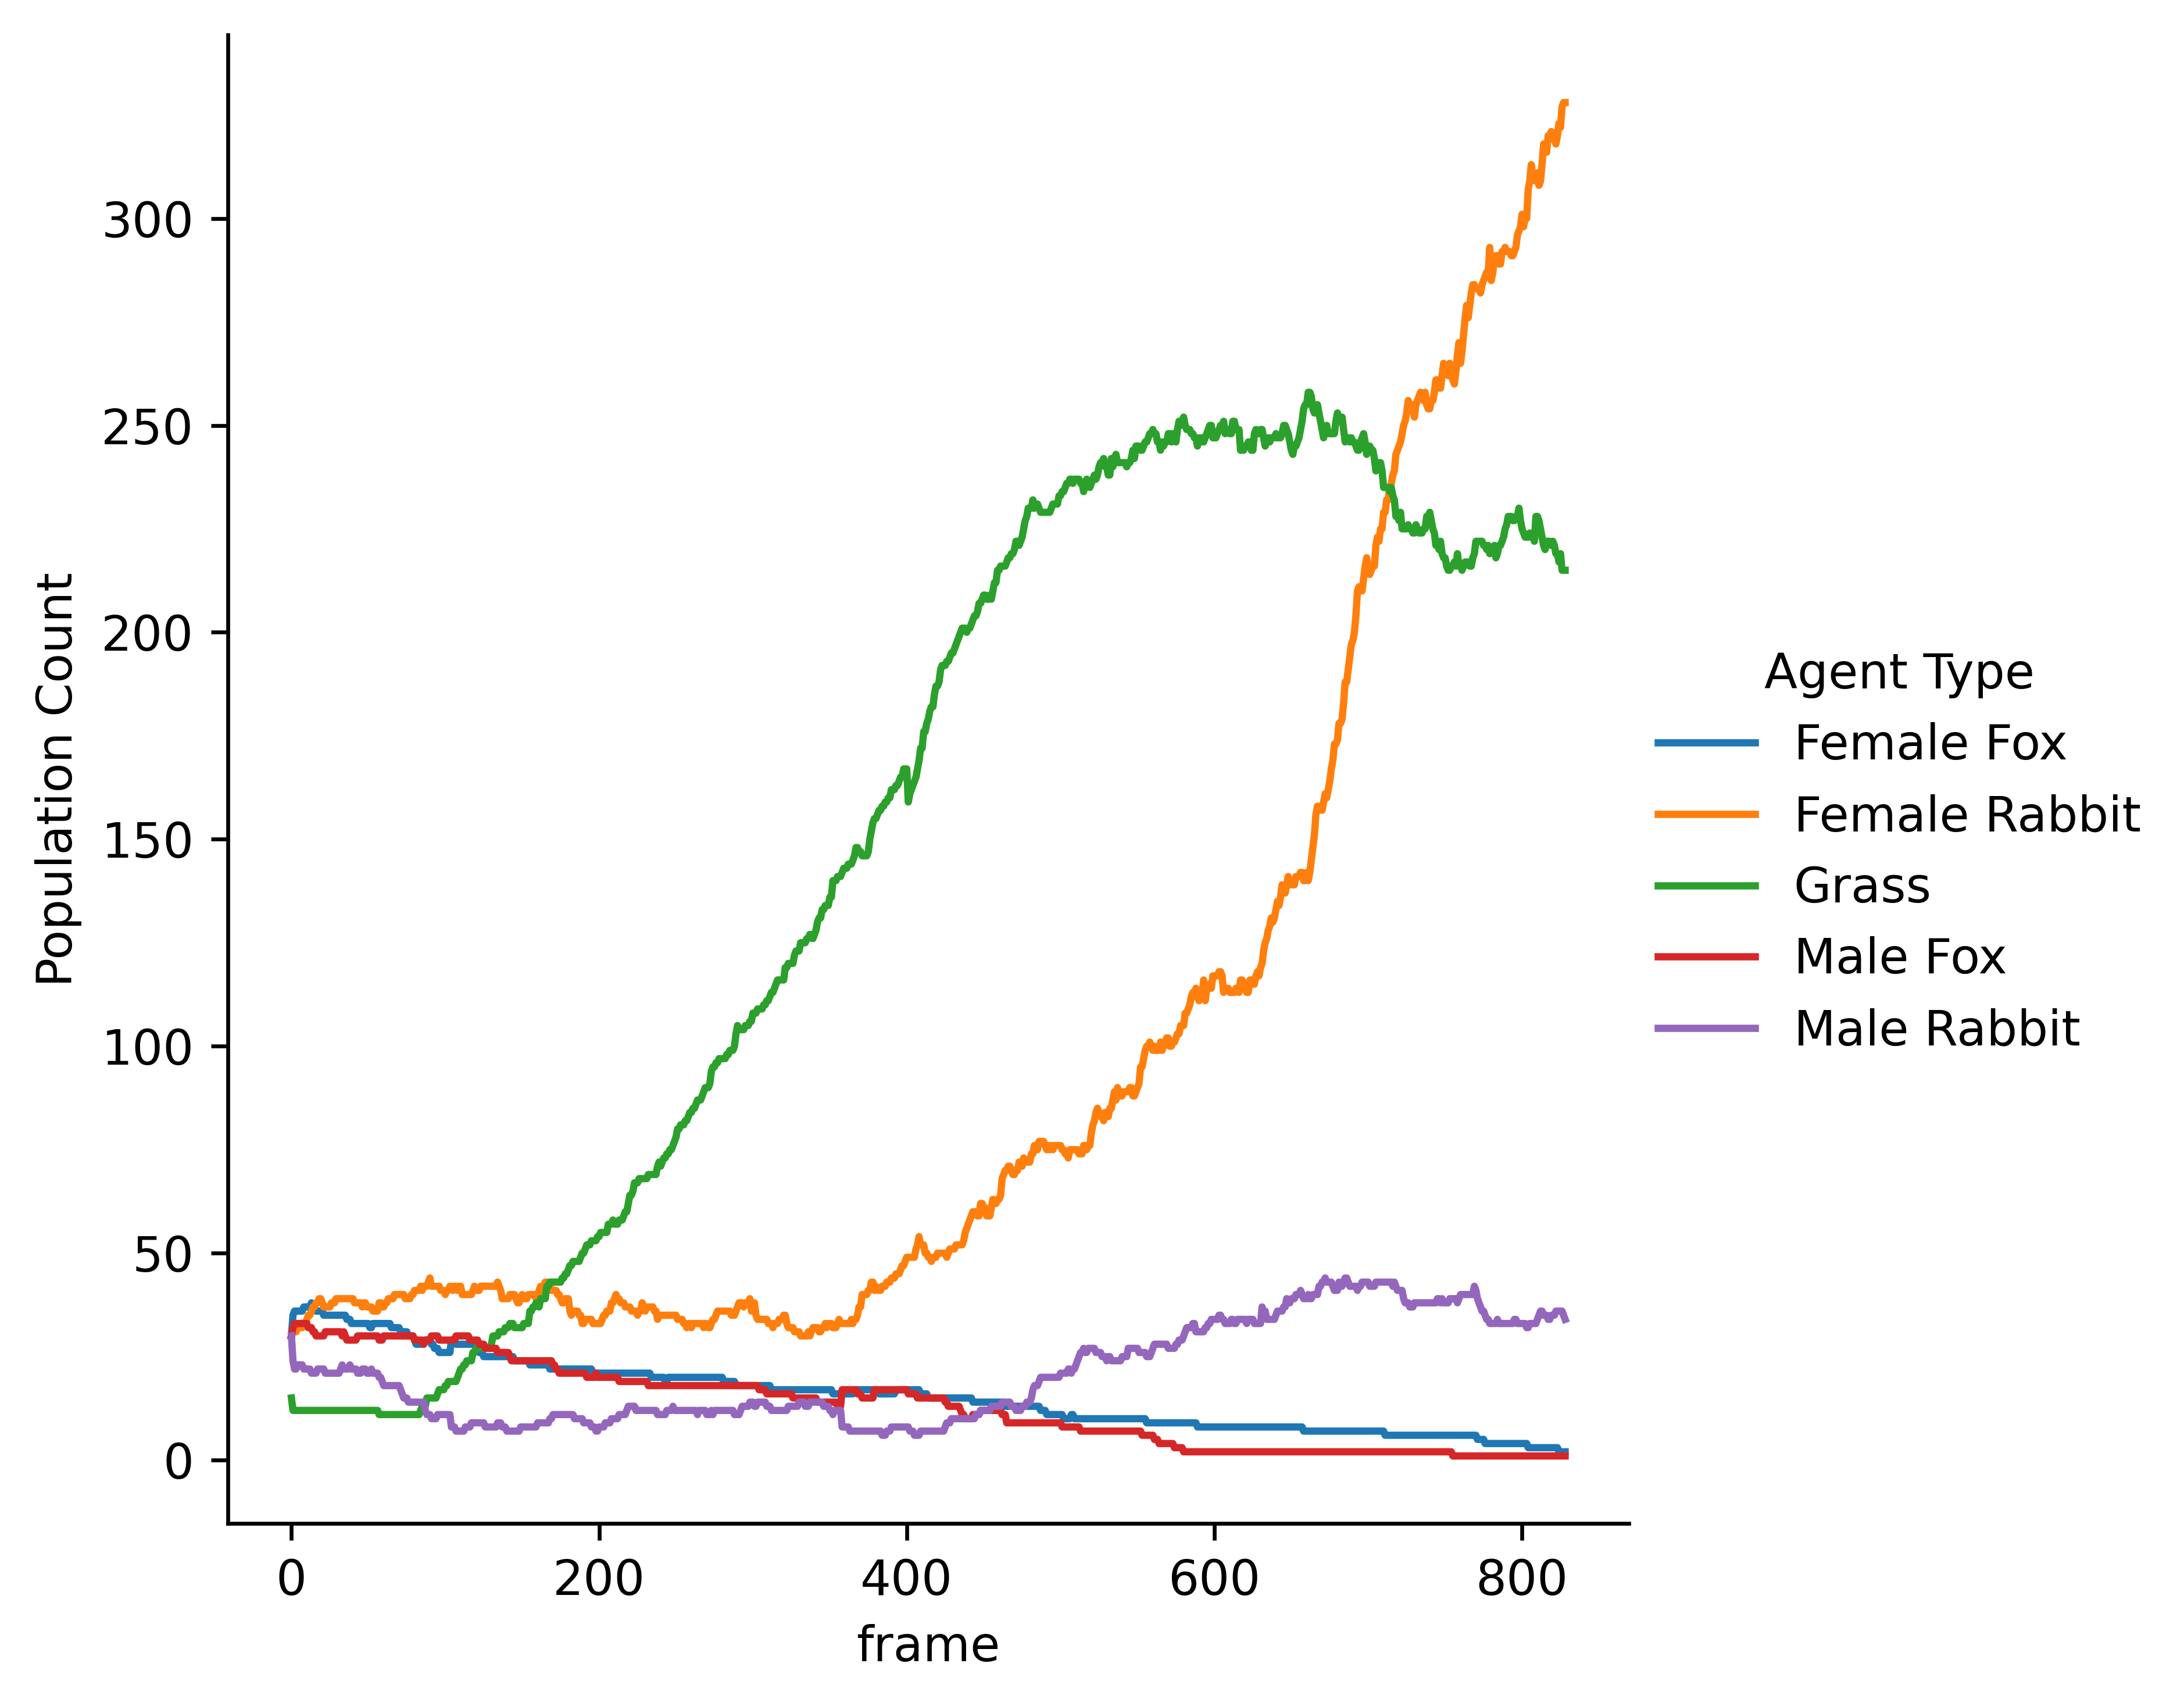 300
250
200
150
100
50
0
Population Count
0 200 400 600 800
frame
Agent Type
Female Fox
Female Rabbit
Grass
Male Fox
Male Rabbit